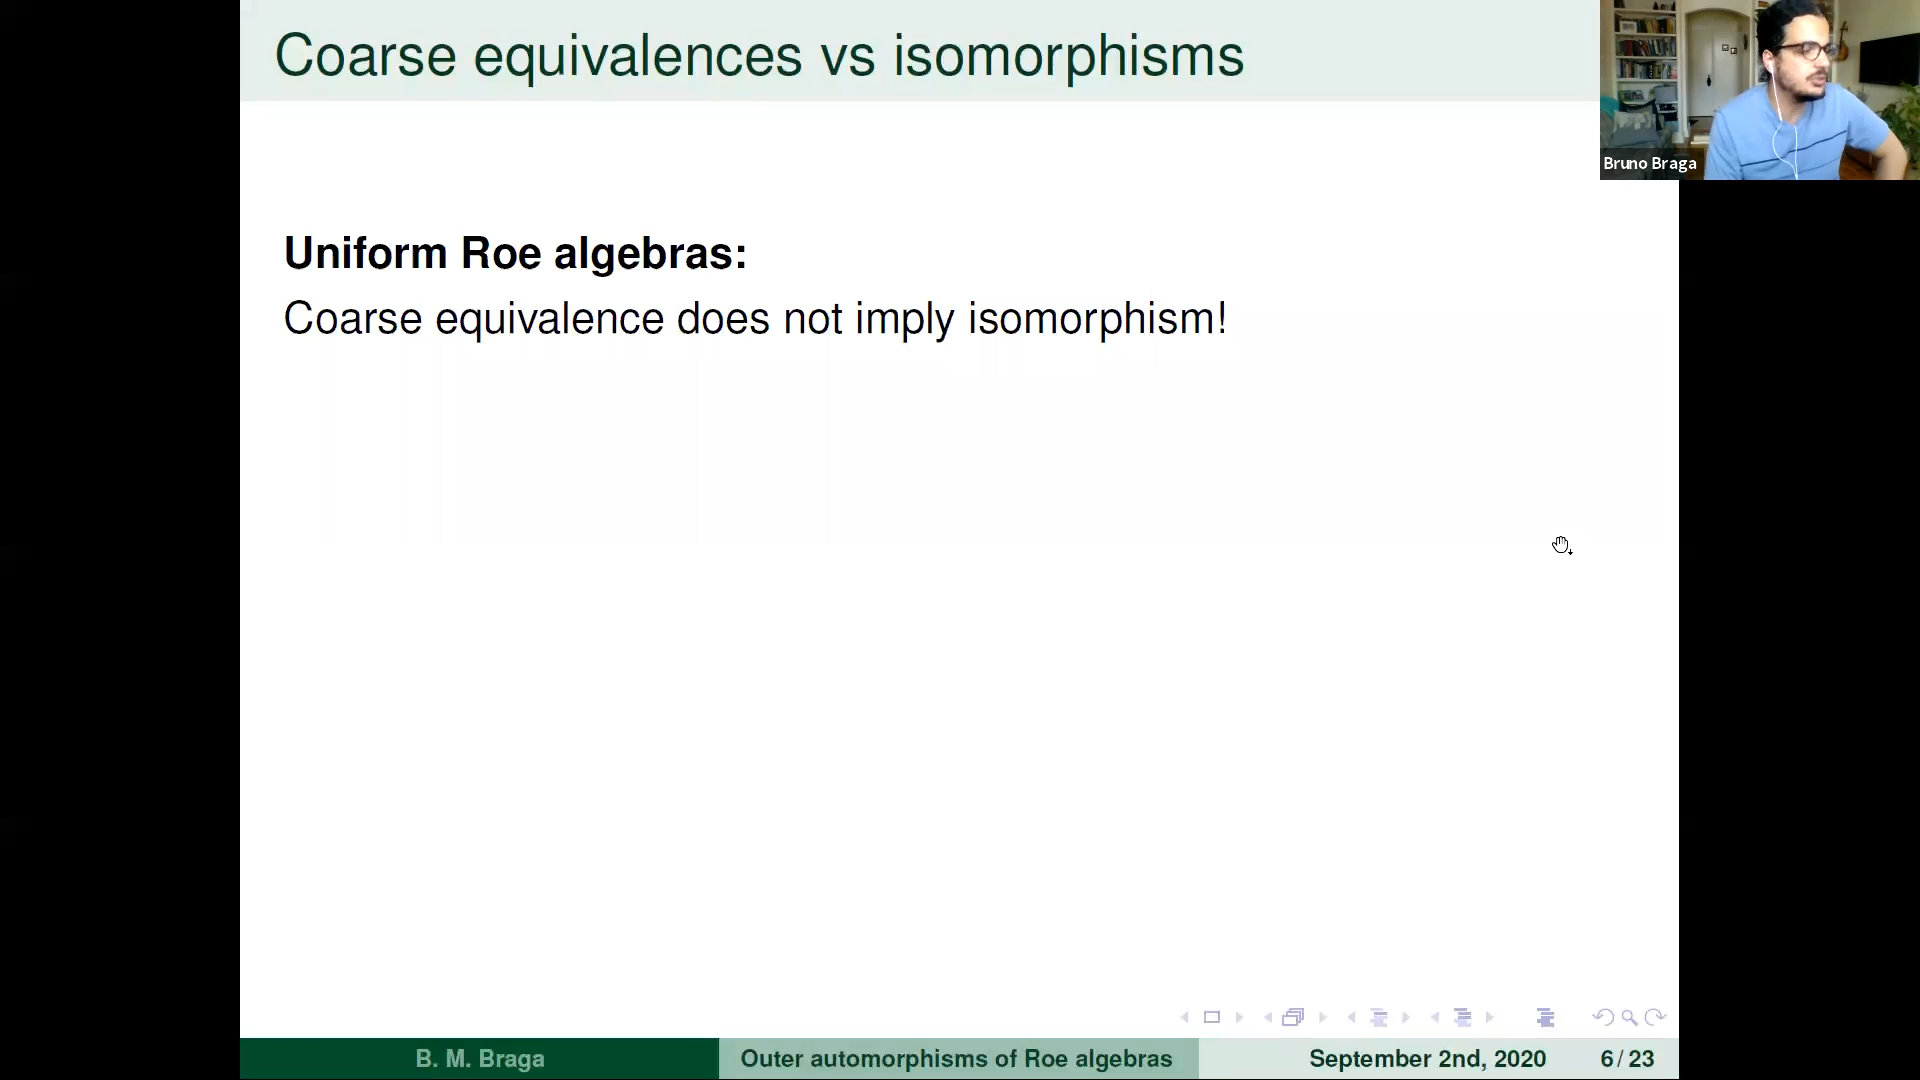 Coarse equivalences vs isomorphisms
Bruno Braga
Uniform Roe algebras:
Coarse equivalence does not imply isomorphism!
B. M. Braga
Outer automorphisms of Roe algebras
September 2nd, 2020
6 / 23